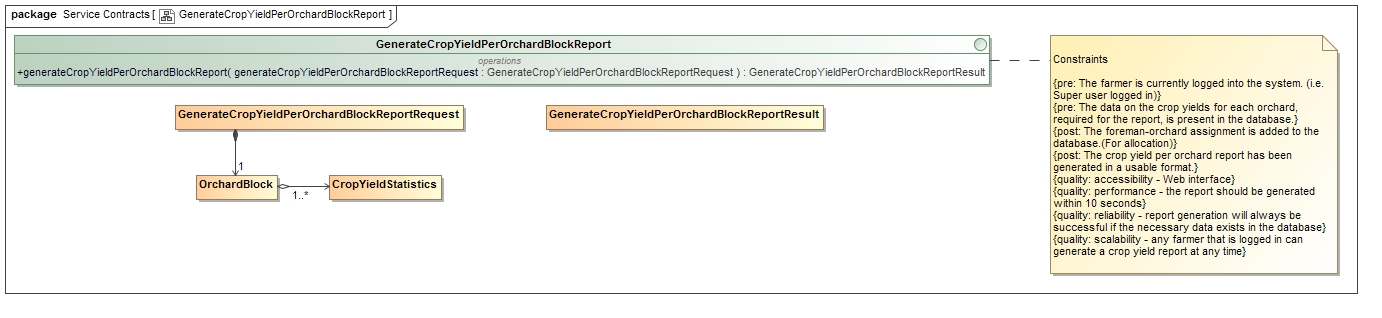 package Service Contracts [ GenerateCropYieldPerOrchardBlockReport ]
GenerateCropYieldPerOrchardBlockReport
operations
+generateCropYieldPerOrchardBlockReport( generateCropYieldPerOrchardBlockReportRequest : GenerateCropYieldPerOrchardBlockReportRequest ) : GenerateCropYieldPerOrchardBlockReportResult
GenerateCropYieldPerOrchardBlockReportRequest
GenerateCropYieldPerOrchardBlockReportResult
1
OrchardBlock
1..*
CropYieldStatistics
Constraints
{pre: The farmer is currently logged into the system. (i.e.
Super user logged in)}
{pre: The data on the crop yields for each orchard,
required for the report, is present in the database.}
{post: The foreman-orchard assignment is added to the
database.(For allocation)}
{post: The crop yield per orchard report has been
generated in a usable format.}
{quality: accessibility - Web interface}
{quality: performance - the report should be generated
within 10 seconds}
{quality: reliability - report generation will always be
successful if the necessary data exists in the database}
{quality: scalability - any farmer that is logged in can
generate a crop yield report at any time}